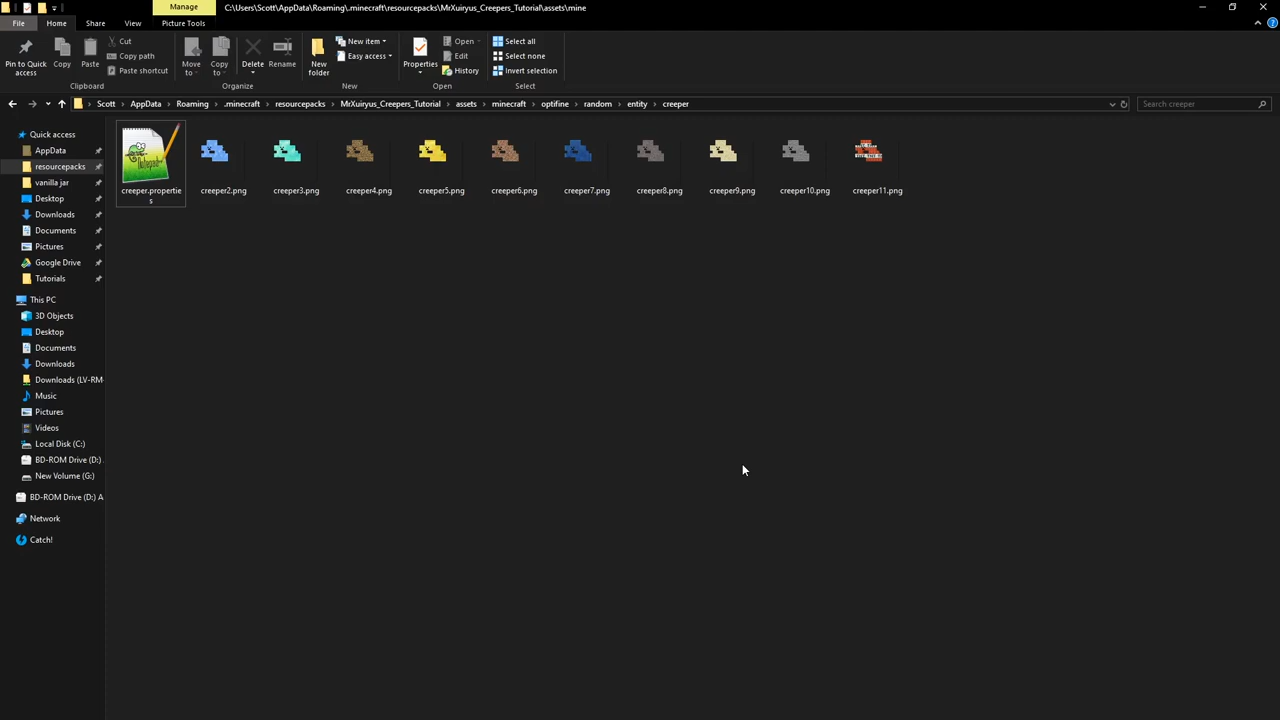 Manage
C:\Users\Scott\AppData\Roaming\.minecraft\resourcepacks\MrXuiryus_Creepers_Tutorial\assets\mine
File Home Share View Picture Tools
Pin to Quick access
Copy
Paste
Cut
Copy path
Paste shortcut
Clipboard
Move to
Copy to
Delete
Rename
Organize
New folder
New item
Easy access
New
Properties
Open
Edit
History
Open
Select all
Select none
Invert selection
Select
Scott AppData Roaming .minecraft resourcepacks MrXuiryus_Creepers_Tutorial assets minecraft optifine random entity creeper
Search creeper
Quick access
AppData
resourcepacks
vanilla jar
Desktop
Downloads
Documents
Pictures
Google Drive
Tutorials
This PC
3D Objects
Desktop
Documents
Downloads
Downloads (LV-RM-
Music
Pictures
Videos
Local Disk (C:)
BD-ROM Drive (D:)
New Volume (G:)
BD-ROM Drive (D:) A
Network
Catch!
creeper.propertie
s
creeper2.png
creeper3.png
creeper4.png
creeper5.png
creeper6.png
creeper7.png
creeper8.png
creeper9.png
creeper10.png
creeper11.png